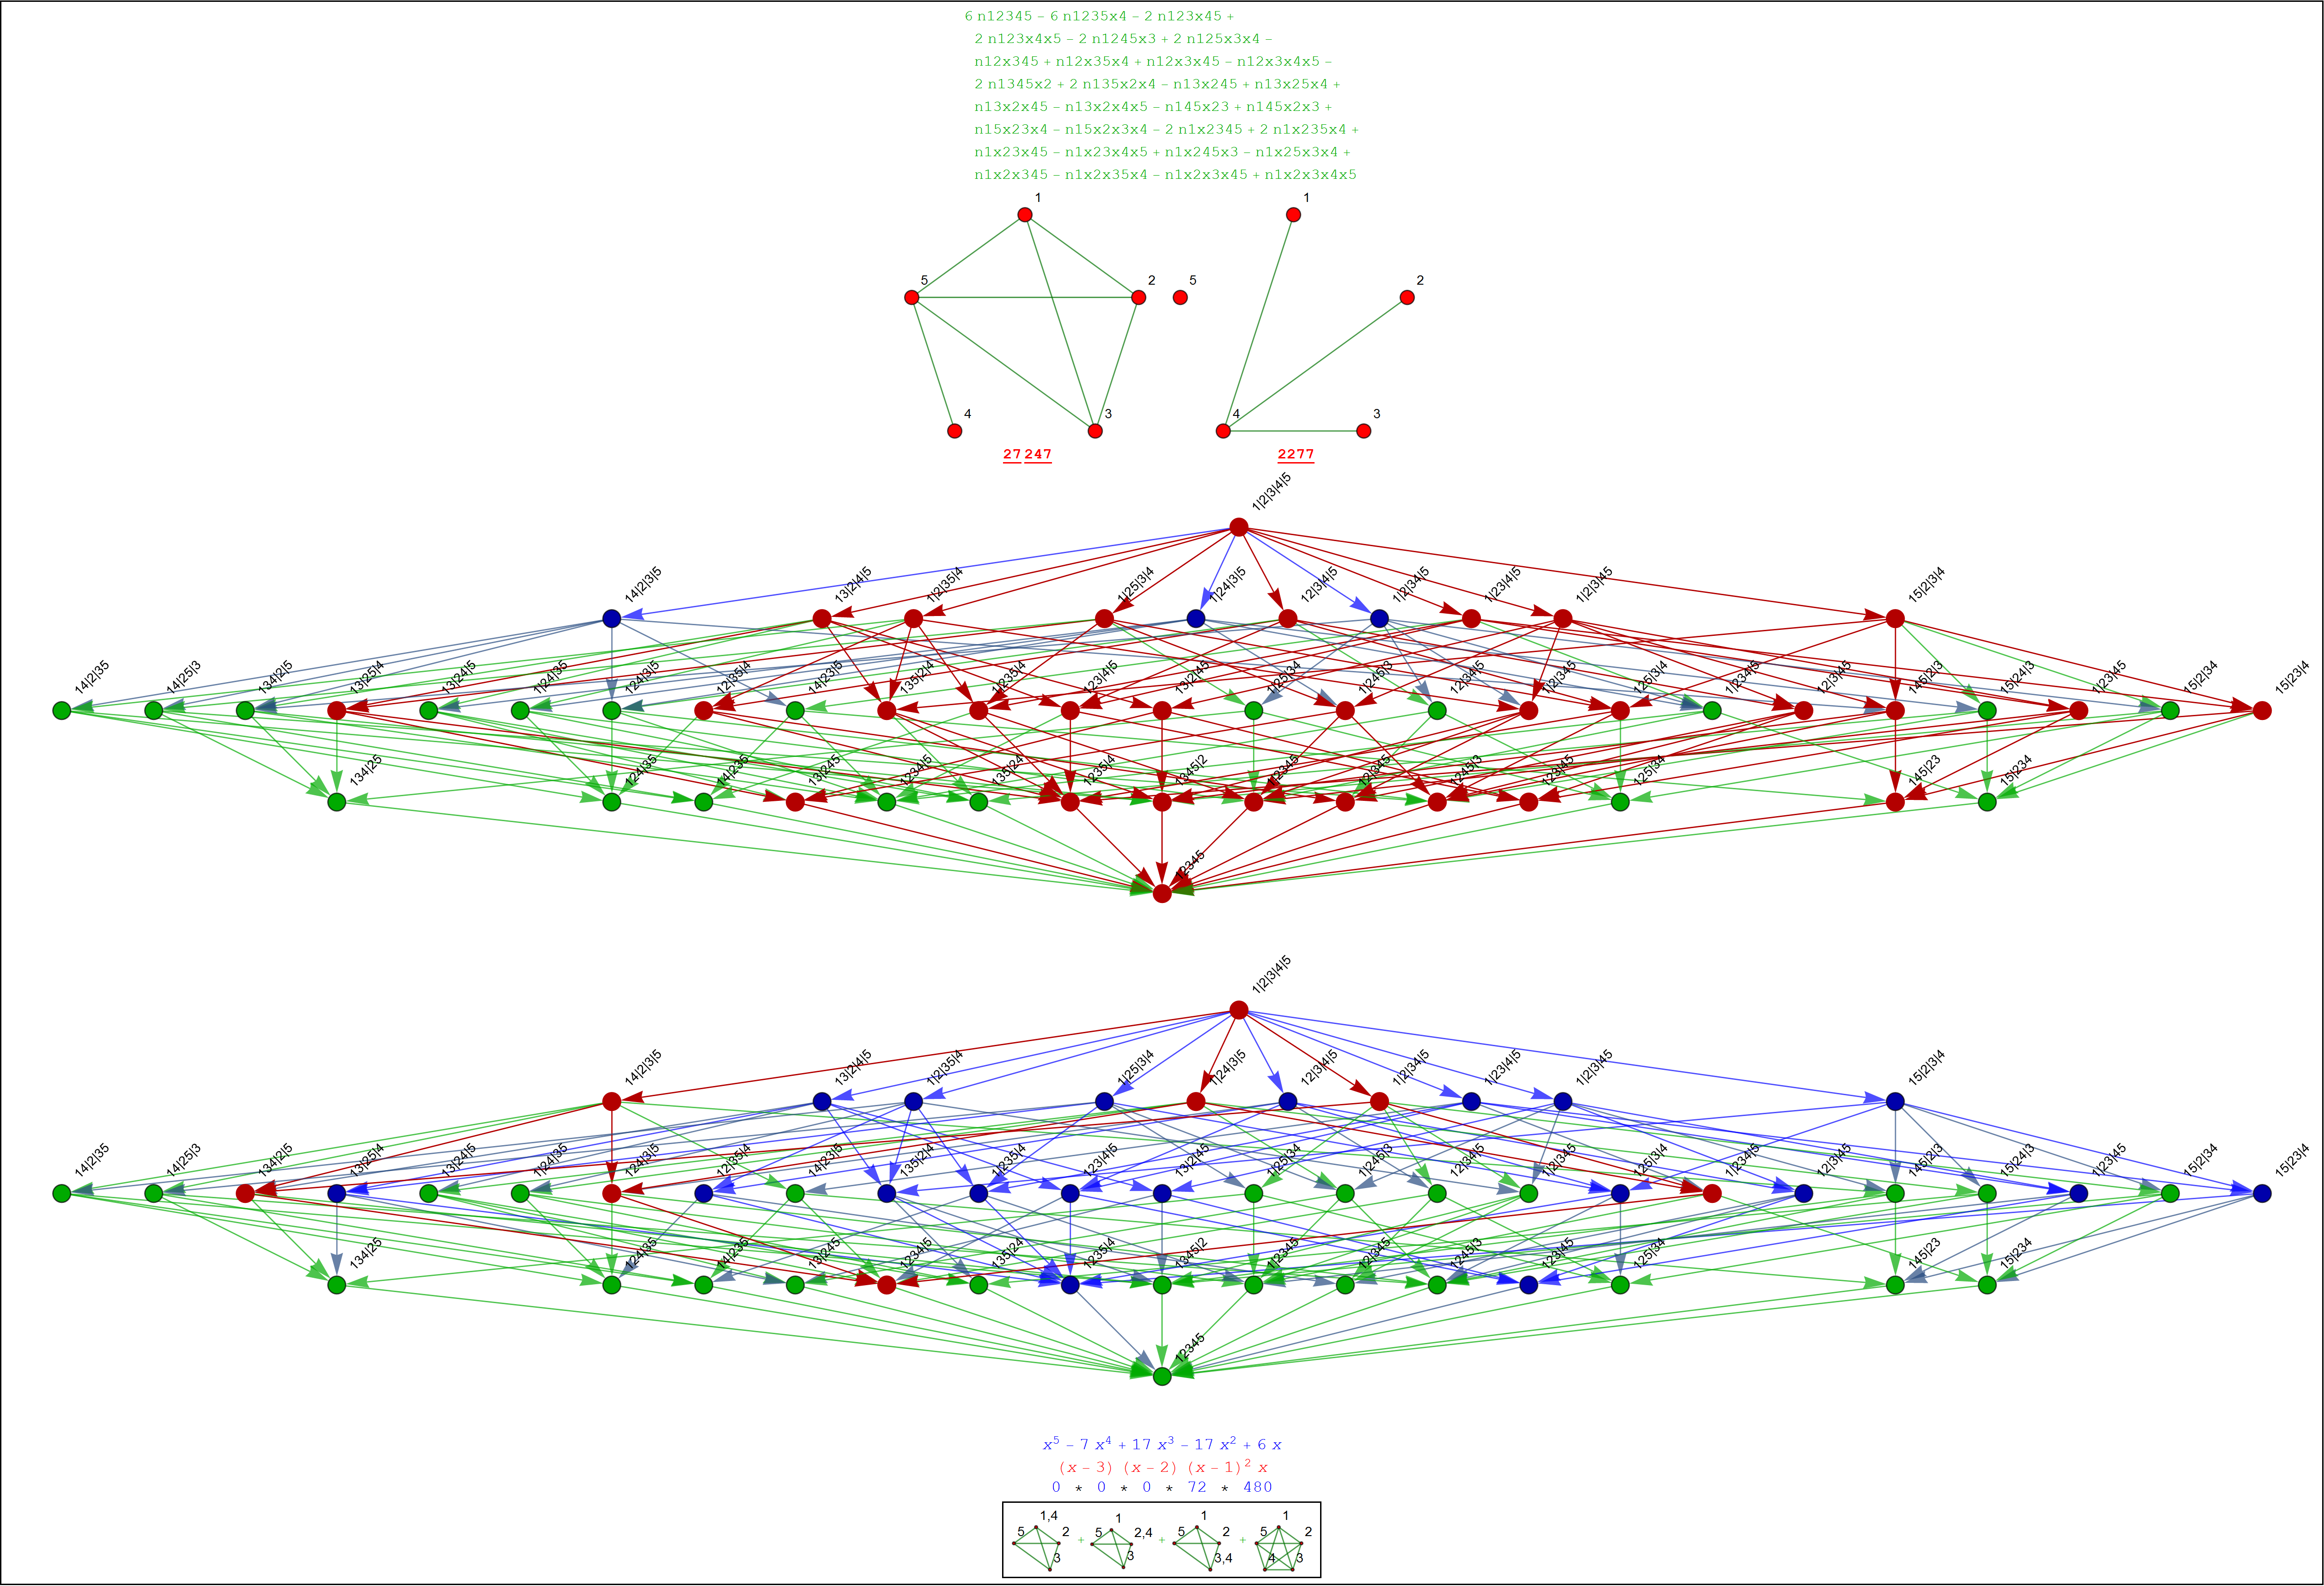 6 n12345 – 6 n1235x4 – 2 n123x45 +
2 n123x4x5 – 2 n1245x3 + 2 n125x3x4 –
n12x345 + n12x35x4 + n12x3x45 – n12x3x4x5 –
2 n1345x2 + 2 n135x2x4 – n13x245 + n13x25x4 +
n13x2x45 – n13x2x4x5 – n145x23 + n145x2x3 +
n15x23x4 – n15x2x3x4 – 2 n1x2345 + 2 n1x235x4 +
n1x23x45 – n1x23x4x5 + n1x245x3 – n1x25x3x4 +
n1x2x345 – n1x2x35x4 – n1x2x3x45 + n1x2x3x4x5
1 1
5 2 5 2
4 3 4 3
27 247 2277
1|2|3|4|5
14|2|3|5 13|2|4|5 1|2|35|4 1|25|3|4 1|24|3|5 12|3|4|5 1|2|34|5 1|23|4|5 1|2|3|45 15|2|3|4
14|2|35 14|25|3 134|2|5 13|25|4 13|24|5 1|24|35 124|3|5 12|35|4 14|23|5 135|2|4 1|235|4 123|4|5 13|2|45 1|25|34 1|245|3 12|34|5 1|2|345 125|3|4 1|234|5 12|3|45 145|2|3 15|24|3 1|23|45 15|2|34 15|23|4
134|25 124|35 14|235 13|245 1234|5 135|24 1235|4 1345|2 1|2345 12|345 1245|3 123|45 125|34 145|23 15|234
12345
1|2|3|4|5
14|2|3|5 13|2|4|5 1|2|35|4 1|25|3|4 1|24|3|5 12|3|4|5 1|2|34|5 1|23|4|5 1|2|3|45 15|2|3|4
14|2|35 14|25|3 134|2|5 13|25|4 13|24|5 1|24|35 124|3|5 12|35|4 14|23|5 135|2|4 1|235|4 123|4|5 13|2|45 1|25|34 1|245|3 12|34|5 1|2|345 125|3|4 1|234|5 12|3|45 145|2|3 15|24|3 1|23|45 15|2|34 15|23|4
134|25 124|35 14|235 13|245 1234|5 135|24 1235|4 1345|2 1|2345 12|345 1245|3 123|45 125|34 145|23 15|234
12345
x⁵ – 7 x⁴ + 17 x³ – 17 x² + 6 x
(x – 3) (x – 2) (x – 1)² x
0 * 0 * 0 * 72 * 480
1,4 1 1 1
5 2 + 5 2,4 + 5 2 + 5 2
3 3 3,4 4 3